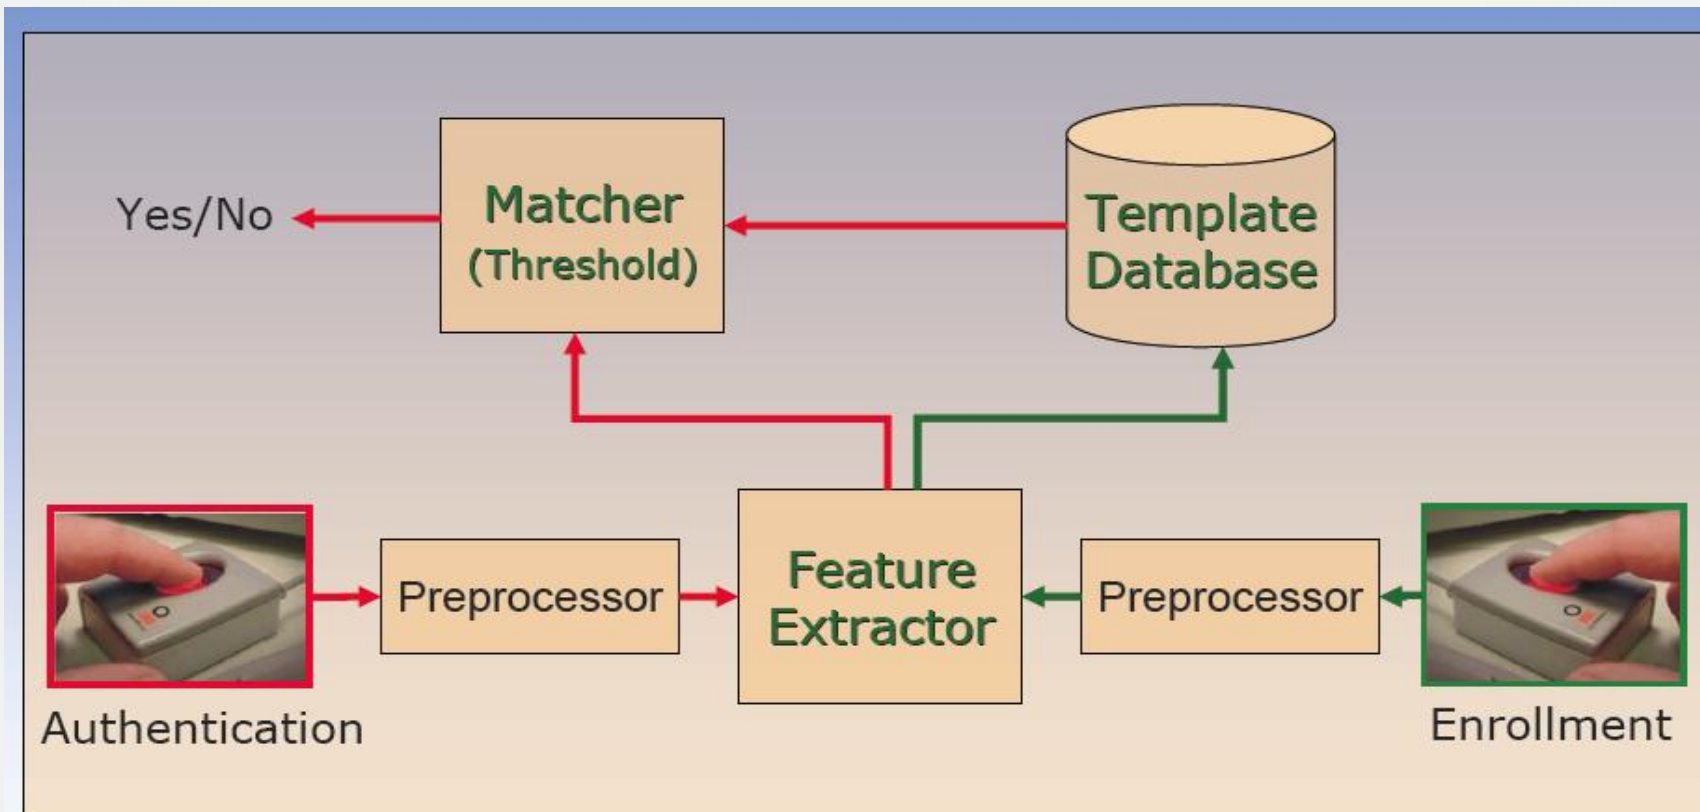 Yes/No
Matcher
(Threshold)
Template
Database
Preprocessor
Feature
Extractor
Preprocessor
Authentication
Enrollment